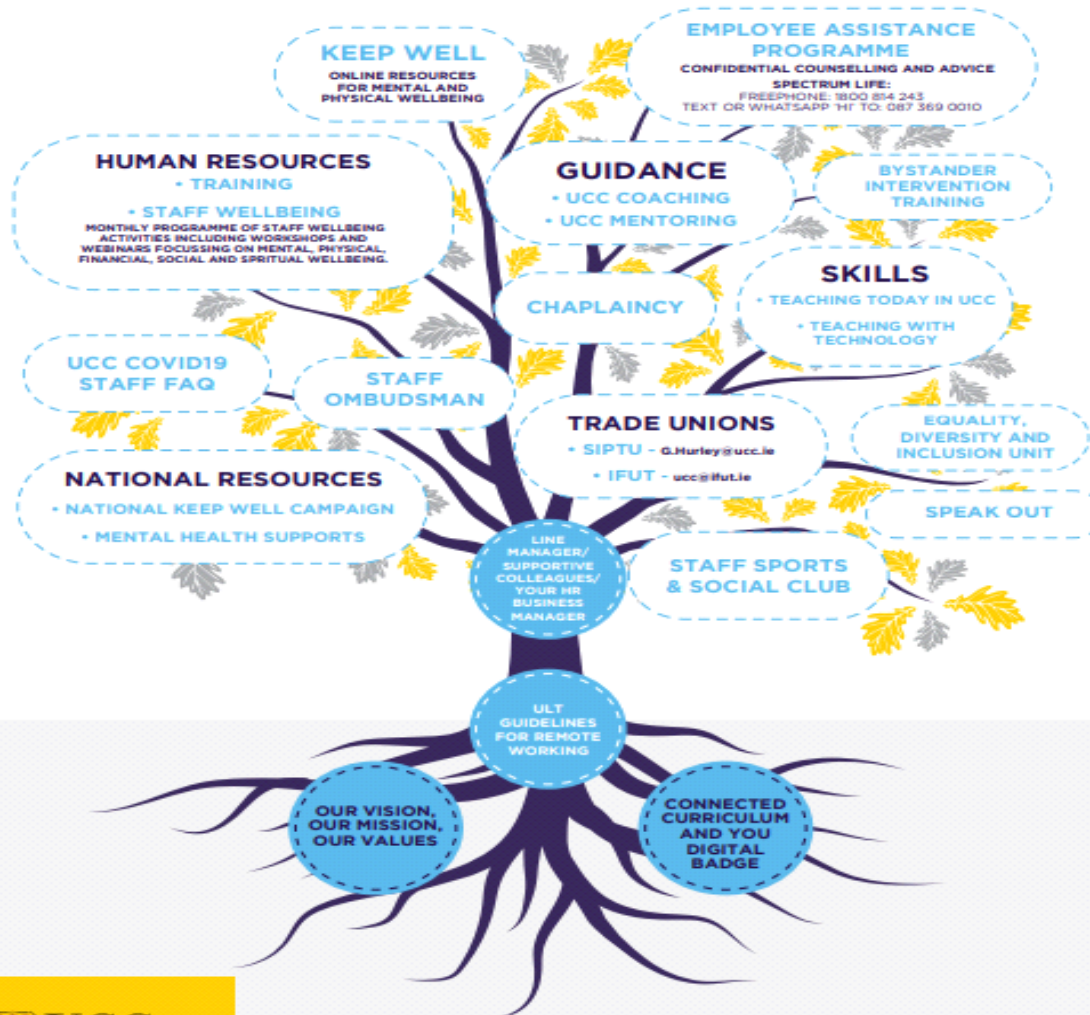 KEEP WELL
ONLINE RESOURCES
FOR MENTAL AND
PHYSICAL WELLBEING
EMPLOYEE ASSISTANCE
PROGRAMME
CONFIDENTIAL COUNSELLING AND ADVICE
SPECTRUM LIFE:
FREEPHONE: 1800 814 243
TEXT OR WHATSAPP 'HI' TO: 087 369 0010
HUMAN RESOURCES
• TRAINING
• STAFF WELLBEING
MONTHLY PROGRAMME OF STAFF WELLBEING
ACTIVITIES INCLUDING WORKSHOPS AND
WEBINARS FOCUSSING ON MENTAL, PHYSICAL,
FINANCIAL, SOCIAL AND SPRITUAL WELLBEING.
GUIDANCE
• UCC COACHING
• UCC MENTORING
BYSTANDER
INTERVENTION
TRAINING
SKILLS
• TEACHING TODAY IN UCC
• TEACHING WITH
TECHNOLOGY
CHAPLAINCY
UCC COVID19
STAFF FAQ
STAFF
OMBUDSMAN
TRADE UNIONS
• SIPTU - G.Hurley@ucc.ie
• IFUT - ucc@ifut.ie
EQUALITY,
DIVERSITY AND
INCLUSION UNIT
NATIONAL RESOURCES
• NATIONAL KEEP WELL CAMPAIGN
• MENTAL HEALTH SUPPORTS
SPEAK OUT
LINE
MANAGER/
SUPPORTIVE
COLLEAGUES/
YOUR HR
BUSINESS
MANAGER
STAFF SPORTS
& SOCIAL CLUB
ULT
GUIDELINES
FOR REMOTE
WORKING
OUR VISION,
OUR MISSION,
OUR VALUES
CONNECTED
CURRICULUM
AND YOU
DIGITAL
BADGE